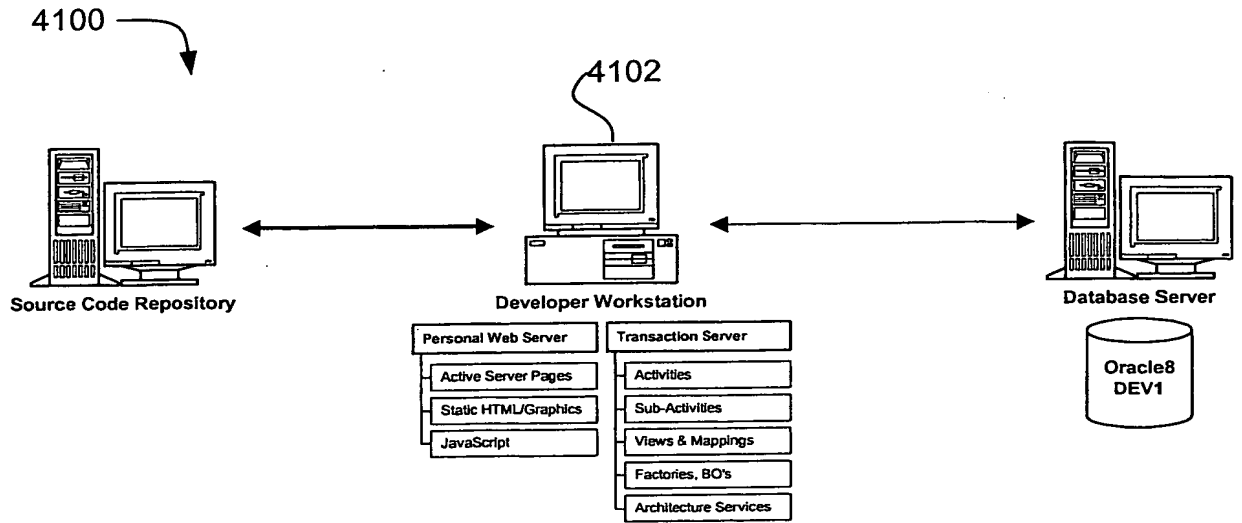 4100
4102
Source Code Repository
Developer Workstation
Database Server
Personal Web Server
Active Server Pages
Static HTML/Graphics
JavaScript
Transaction Server
Activities
Sub-Activities
Views & Mappings
Factories, BO's
Architecture Services
Oracle8
DEV1